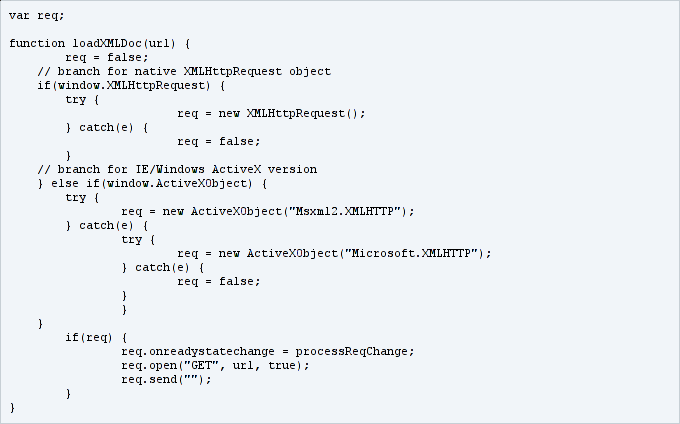 var req;

function loadXMLDoc(url) {
        req = false;
    // branch for native XMLHttpRequest object
    if(window.XMLHttpRequest) {
        try {
                        req = new XMLHttpRequest();
        } catch(e) {
                        req = false;
        }
    // branch for IE/Windows ActiveX version
    } else if(window.ActiveXObject) {
        try {
                req = new ActiveXObject("Msxml2.XMLHTTP");
        } catch(e) {
                try {
                        req = new ActiveXObject("Microsoft.XMLHTTP");
                } catch(e) {
                        req = false;
                }
                }
    }
        if(req) {
                req.onreadystatechange = processReqChange;
                req.open("GET", url, true);
                req.send("");
        }
}